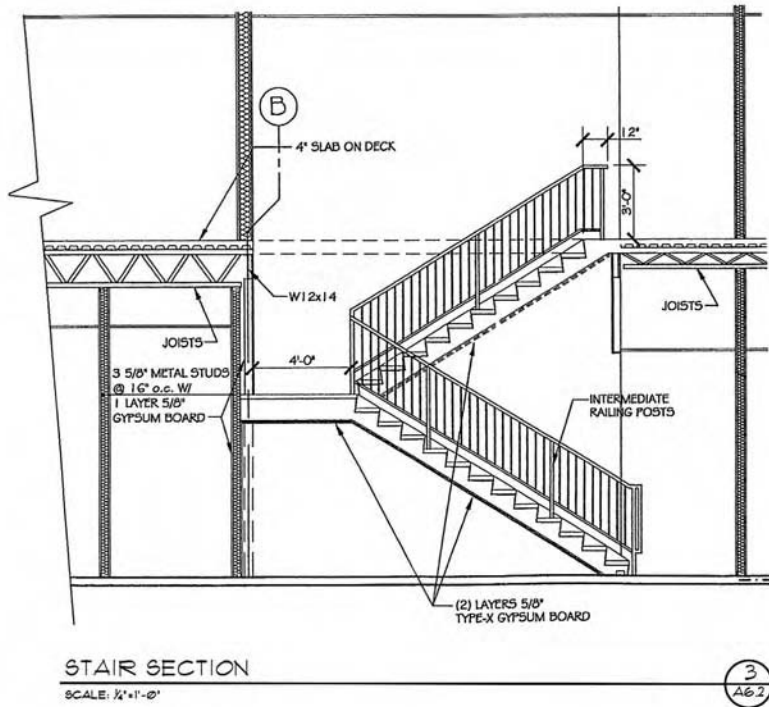 B
4" SLAB ON DECK
12"
3'-0"
W12x14
JOISTS
JOISTS
4'-0"
3 5/8" METAL STUDS
@ 16" o.c. W/
1 LAYER 5/8"
GYPSUM BOARD
INTERMEDIATE
RAILING POSTS
(2) LAYERS 5/8"
TYPE-X GYPSUM BOARD
STAIR SECTION
SCALE: ¼"=1'-0"
3
A6.2